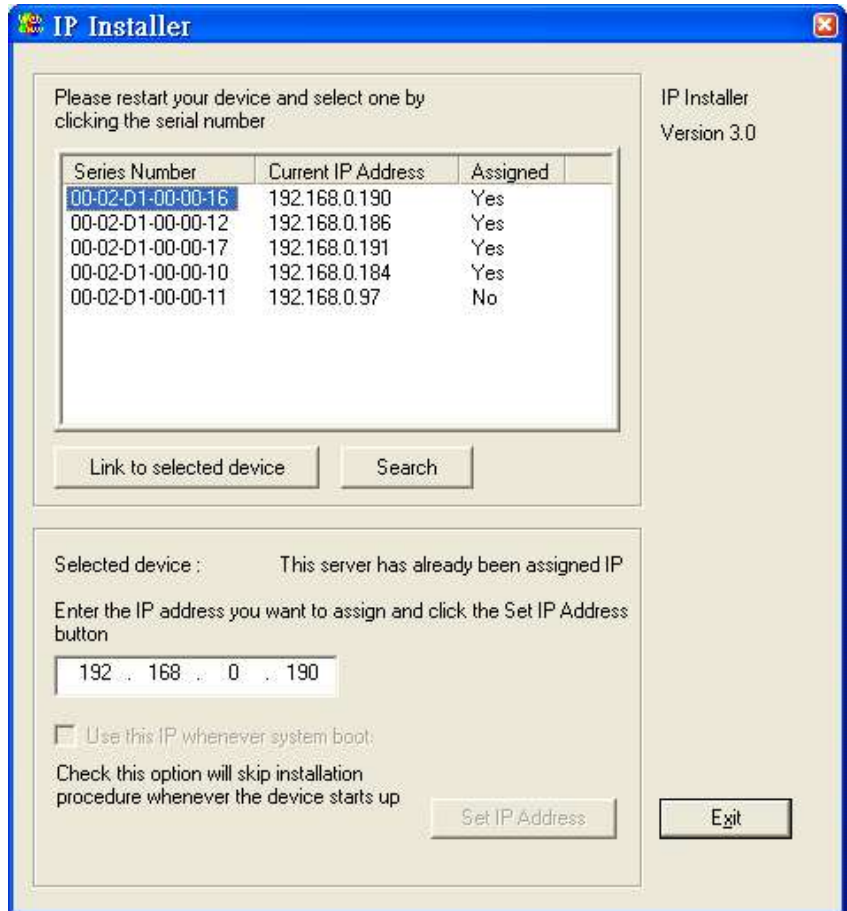 IP Installer
Please restart your device and select one by
clicking the serial number
IP Installer
Version 3.0
Series Number Current IP Address Assigned
00-02-D1-00-00-16 192.168.0.190 Yes
00-02-D1-00-00-12 192.168.0.186 Yes
00-02-D1-00-00-17 192.168.0.191 Yes
00-02-D1-00-00-10 192.168.0.184 Yes
00-02-D1-00-00-11 192.168.0.97 No
Link to selected device Search
Selected device : This server has already been assigned IP
Enter the IP address you want to assign and click the Set IP Address
button
192 . 168 . 0 . 190
Use this IP whenever system boot.
Check this option will skip installation
procedure whenever the device starts up
Set IP Address Exit